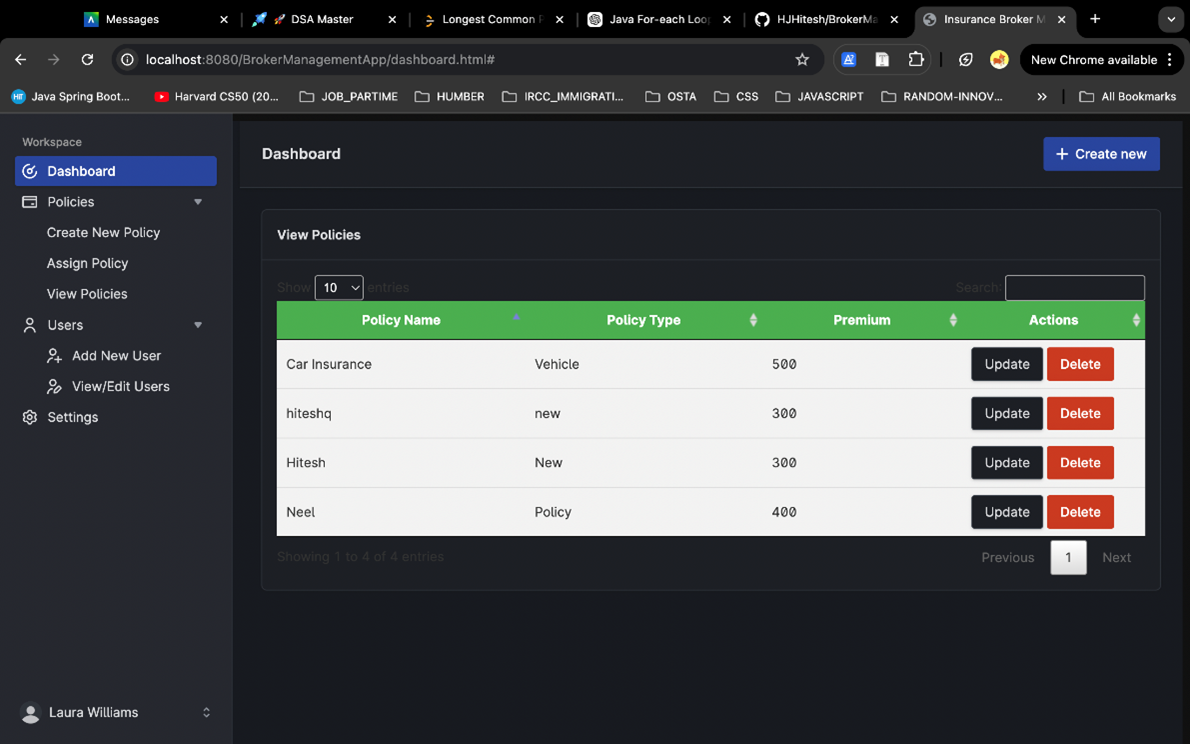 Messages
DSA Master
Longest Common P
Java For-each Loop
HJHitesh/BrokerMa
Insurance Broker M
localhost:8080/BrokerManagementApp/dashboard.html#
New Chrome available
Java Spring Boot...
Harvard CS50 (20...
JOB_PARTIME
HUMBER
IRCC_IMMIGRATI...
OSTA
CSS
JAVASCRIPT
RANDOM-INNOV...
»
All Bookmarks
Workspace
Dashboard
Policies
Create New Policy
Assign Policy
View Policies
Users
Add New User
View/Edit Users
Settings
Laura Williams
Dashboard
+ Create new
View Policies
Show 10 entries
Search:
Policy Name Policy Type Premium Actions
Car Insurance Vehicle 500 Update Delete
hiteshq new 300 Update Delete
Hitesh New 300 Update Delete
Neel Policy 400 Update Delete
Showing 1 to 4 of 4 entries
Previous 1 Next